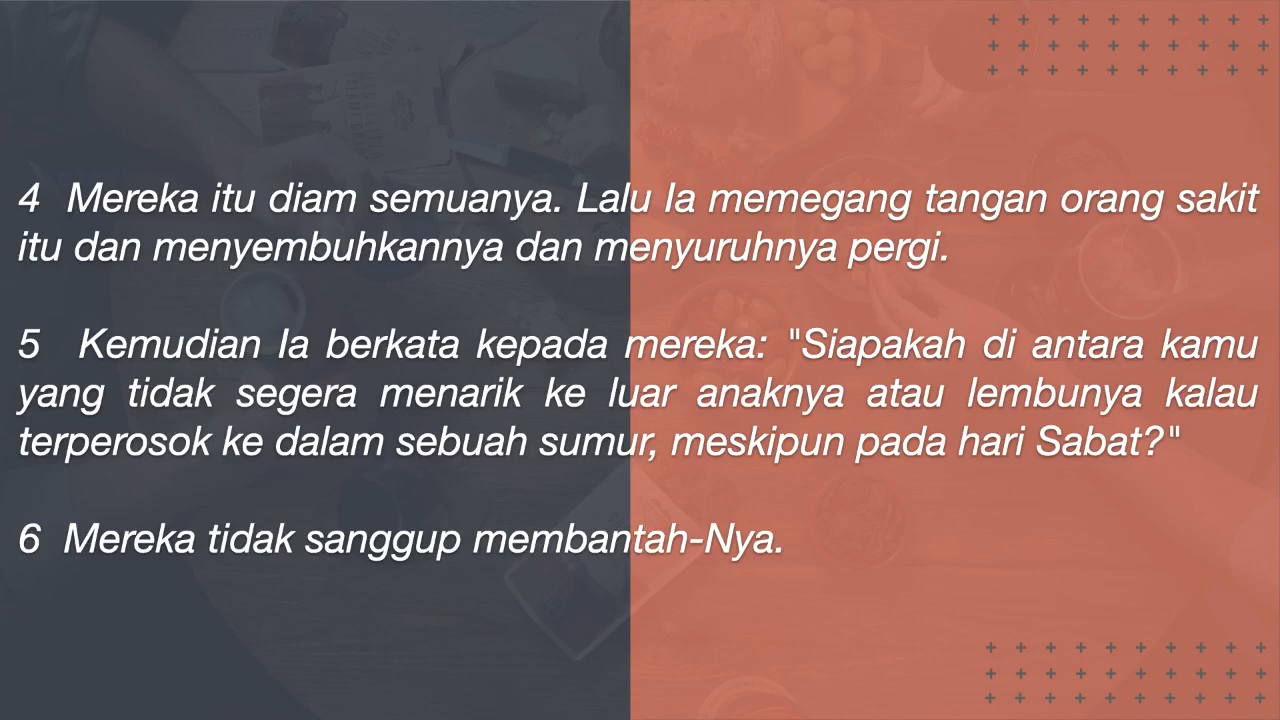 4 Mereka itu diam semuanya. Lalu Ia memegang tangan orang sakit
itu dan menyembuhkannya dan menyuruhnya pergi.
5 Kemudian Ia berkata kepada mereka: "Siapakah di antara kamu
yang tidak segera menarik ke luar anaknya atau lembunya kalau
terperosok ke dalam sebuah sumur, meskipun pada hari Sabat?"
6 Mereka tidak sanggup membantah-Nya.